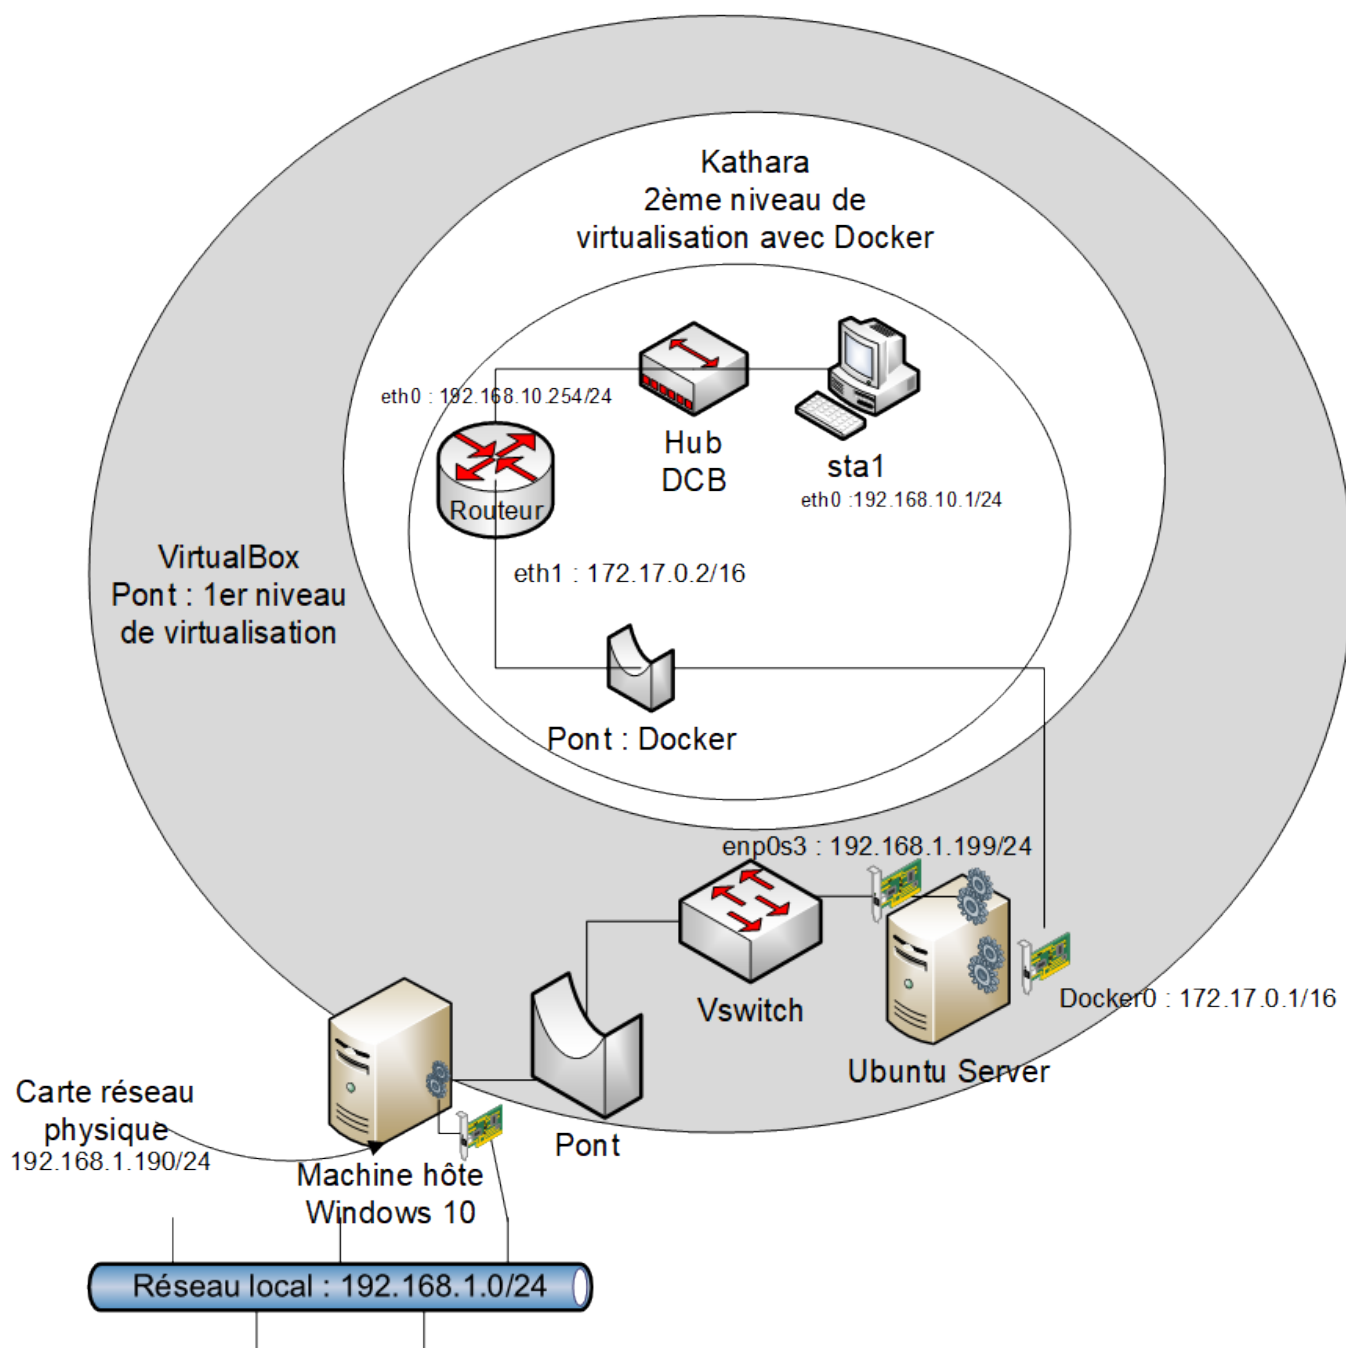 Kathara
2ème niveau de
virtualisation avec Docker
eth0 : 192.168.10.254/24
Hub
DCB
sta1
eth0 :192.168.10.1/24
Routeur
eth1 : 172.17.0.2/16
VirtualBox
Pont : 1er niveau
de virtualisation
Pont : Docker
enp0s3 : 192.168.1.199/24
Vswitch
Docker0 : 172.17.0.1/16
Ubuntu Server
Carte réseau
physique
192.168.1.190/24
Pont
Machine hôte
Windows 10
Réseau local : 192.168.1.0/24